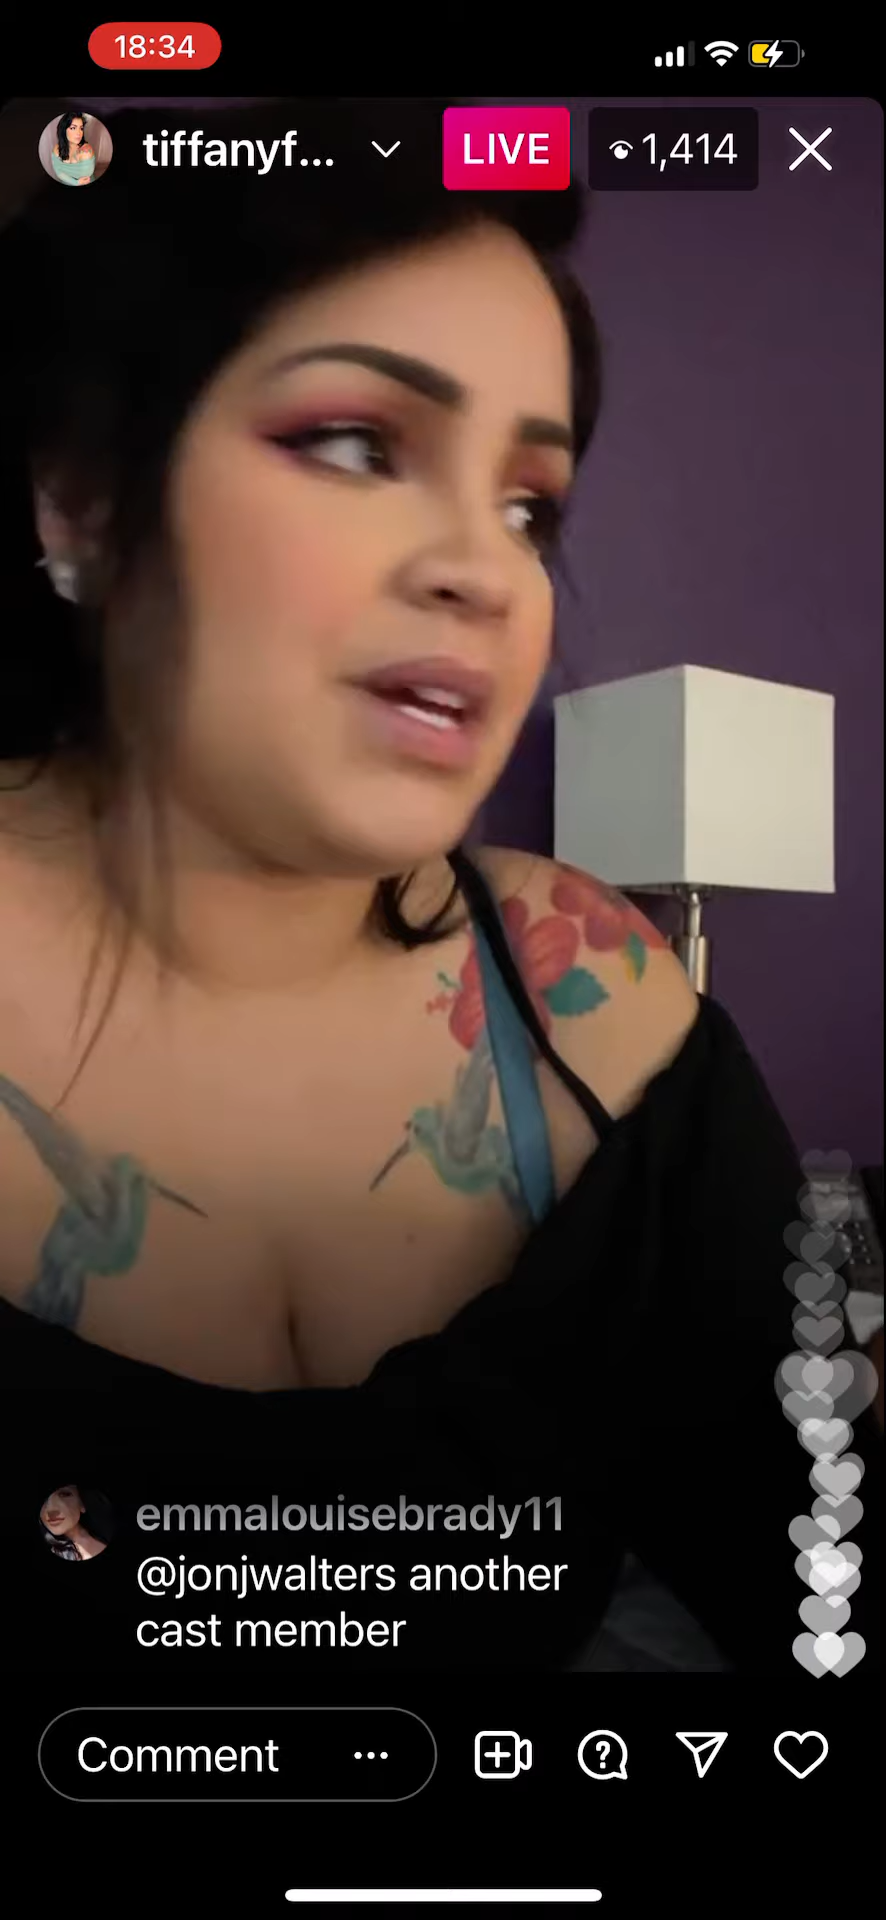 18:34
tiffanyf...
LIVE
1,414
emmalouisebrady11
@jonjwalters another
cast member
Comment